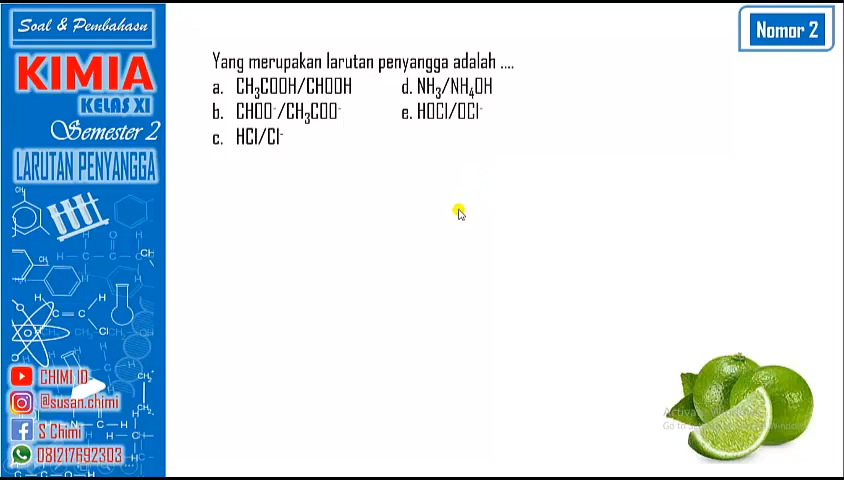 Soal & Pembahasn
KIMIA
KELAS XI
Semester 2
LARUTAN PENYANGGA
Nomor 2
Yang merupakan larutan penyangga adalah ....
a. CH₃COOH/CHOOH
b. CHOO⁻/CH₃COO⁻
c. HCl/Cl⁻
d. NH₃/NH₄OH
e. HOCl/OCl⁻
CHIMI ID
@susan.chimi
S Chimi
081217692303